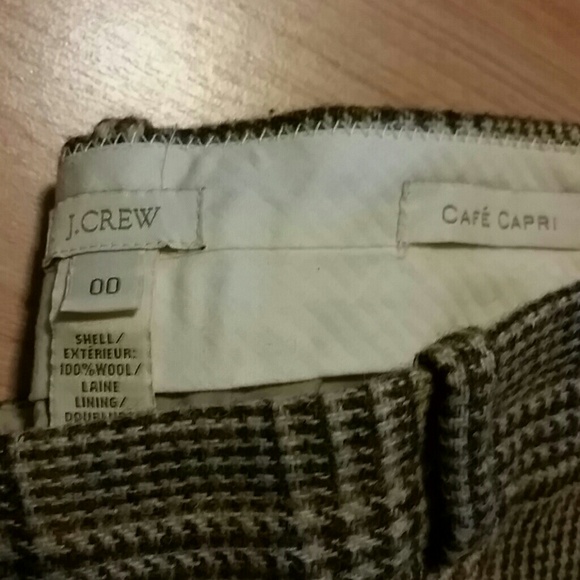 J.CREW
CAFÉ CAPRI
00
SHELL/
EXTÉRIEUR:
100%WOOL/
LAINE
LINING/